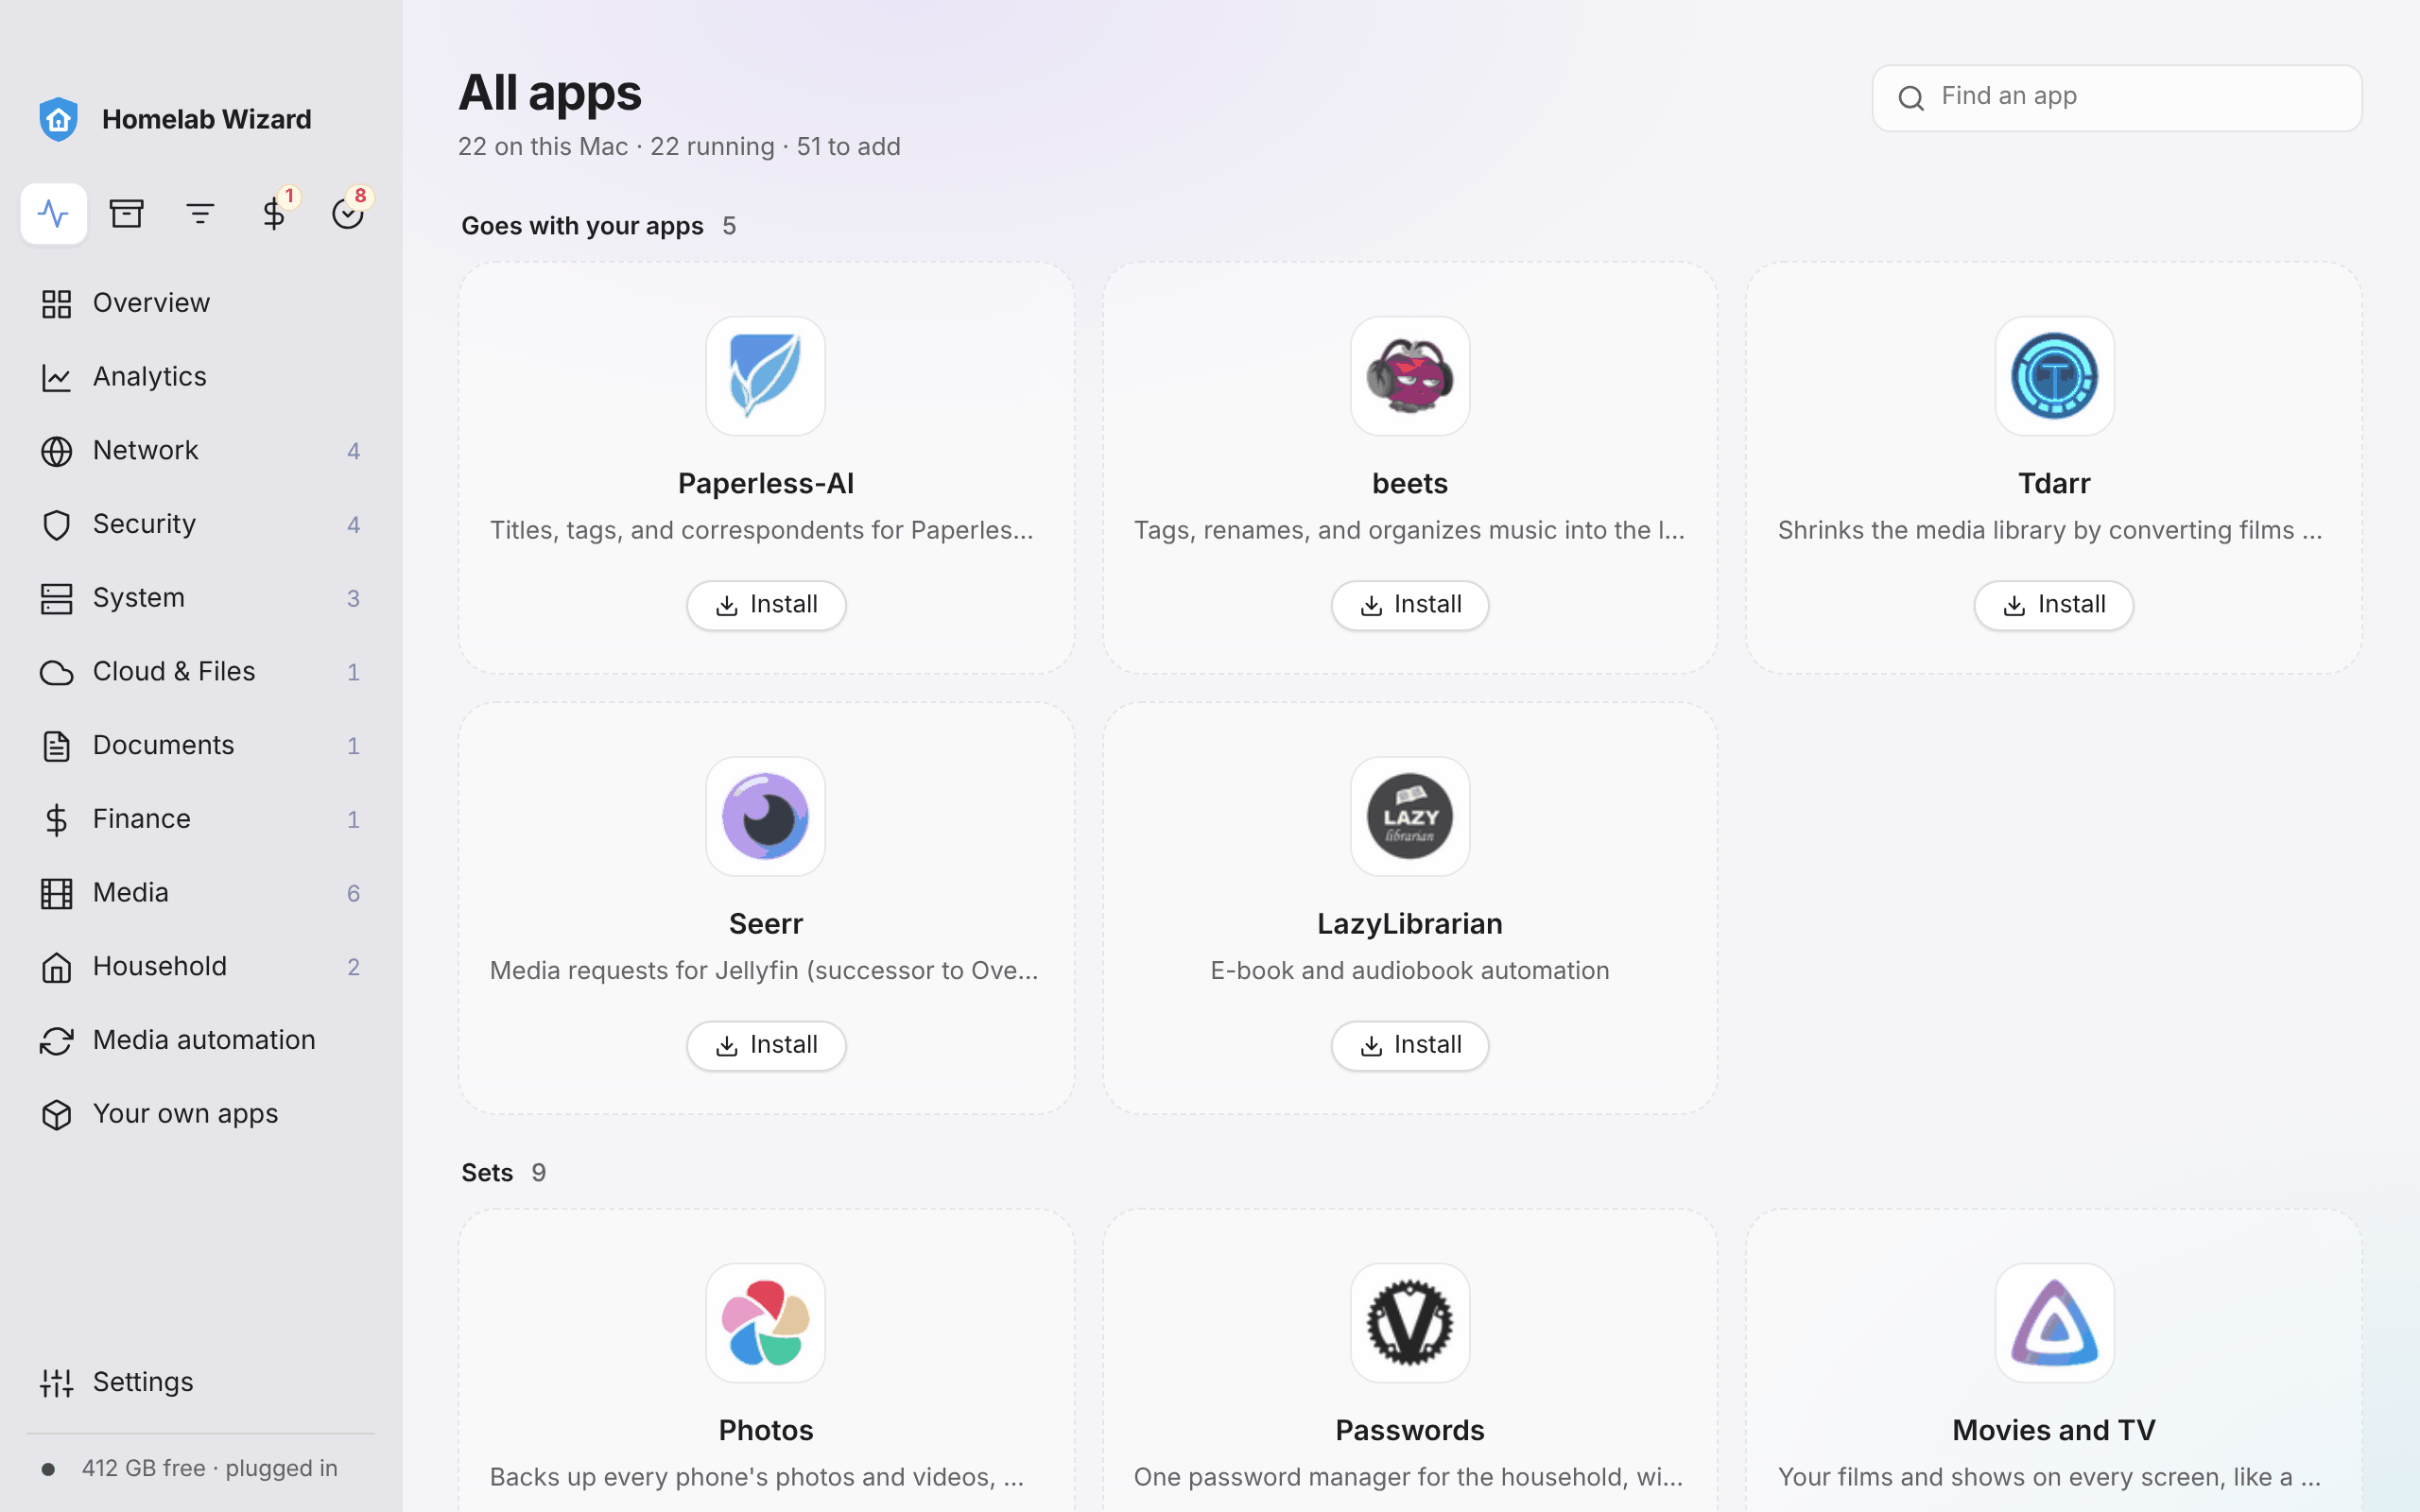 Homelab Wizard
1
8
Overview
Analytics
Network 4
Security 4
System 3
Cloud & Files 1
Documents 1
Finance 1
Media 6
Household 2
Media automation
Your own apps
Settings
412 GB free · plugged in
All apps
22 on this Mac · 22 running · 51 to add
Find an app
Goes with your apps 5
Paperless-AI
Titles, tags, and correspondents for Paperles...
Install
beets
Tags, renames, and organizes music into the l...
Install
T
Tdarr
Shrinks the media library by converting films ...
Install
Seerr
Media requests for Jellyfin (successor to Ove...
Install
LAZY
librarian
LazyLibrarian
E-book and audiobook automation
Install
Sets 9
Photos
Backs up every phone's photos and videos, ...
V
Passwords
One password manager for the household, wi...
Movies and TV
Your films and shows on every screen, like a ...